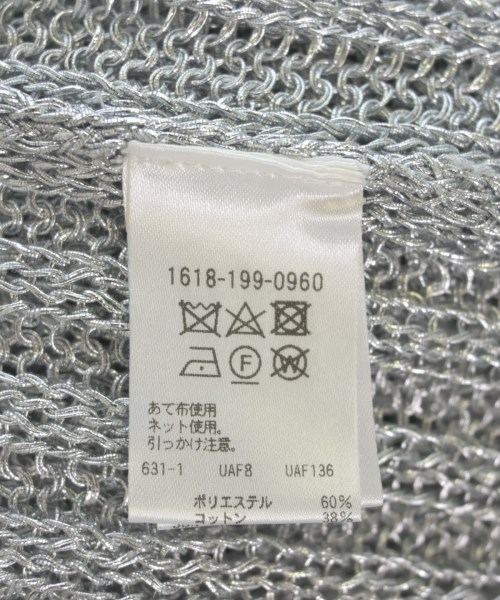 1618-199-0960
F W
あて布使用
ネット使用。
引っかけ注意。
631-1 UAF8 UAF136
ポリエステル 60%
コットン 38%